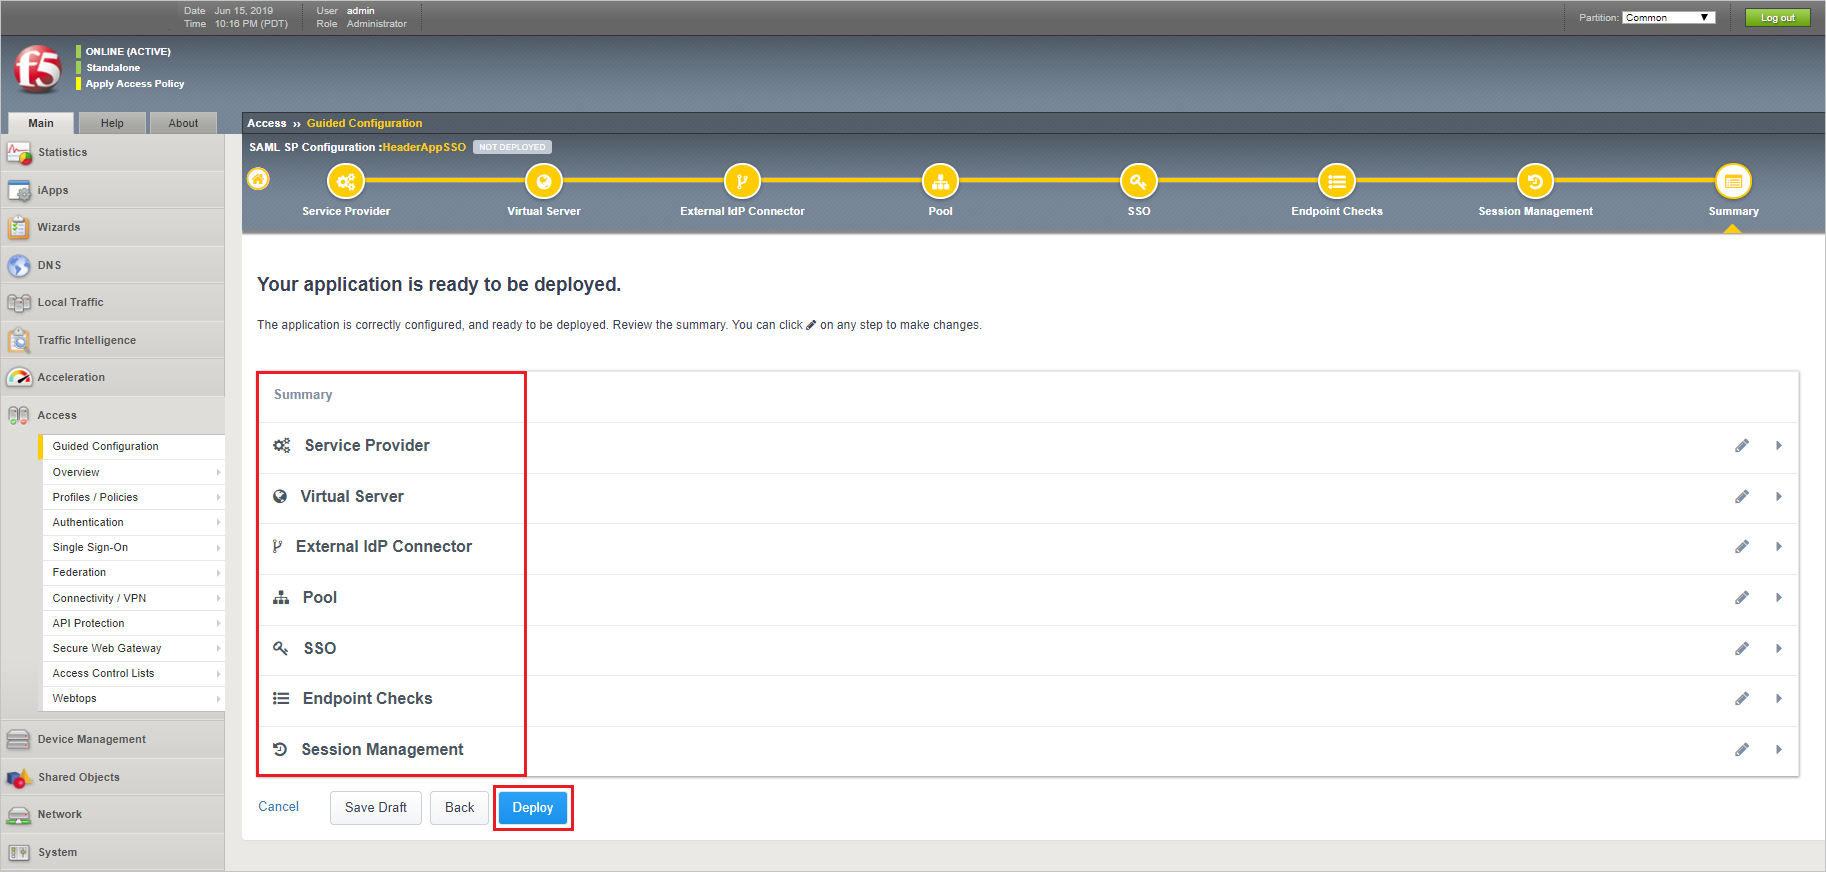 Date Jun 15, 2019
Time 10:16 PM (PDT)
User admin
Role Administrator
Partition: Common
Log out
f5
ONLINE (ACTIVE)
Standalone
Apply Access Policy
Main Help About
Access ›› Guided Configuration
SAML SP Configuration :HeaderAppSSO NOT DEPLOYED
Service Provider Virtual Server External IdP Connector Pool SSO Endpoint Checks Session Management Summary
Statistics
iApps
Wizards
DNS
Local Traffic
Traffic Intelligence
Acceleration
Access
Guided Configuration
Overview
Profiles / Policies
Authentication
Single Sign-On
Federation
Connectivity / VPN
API Protection
Secure Web Gateway
Access Control Lists
Webtops
Device Management
Shared Objects
Network
System
Your application is ready to be deployed.
The application is correctly configured, and ready to be deployed. Review the summary. You can click on any step to make changes.
Summary
Service Provider
Virtual Server
External IdP Connector
Pool
SSO
Endpoint Checks
Session Management
Cancel Save Draft Back Deploy